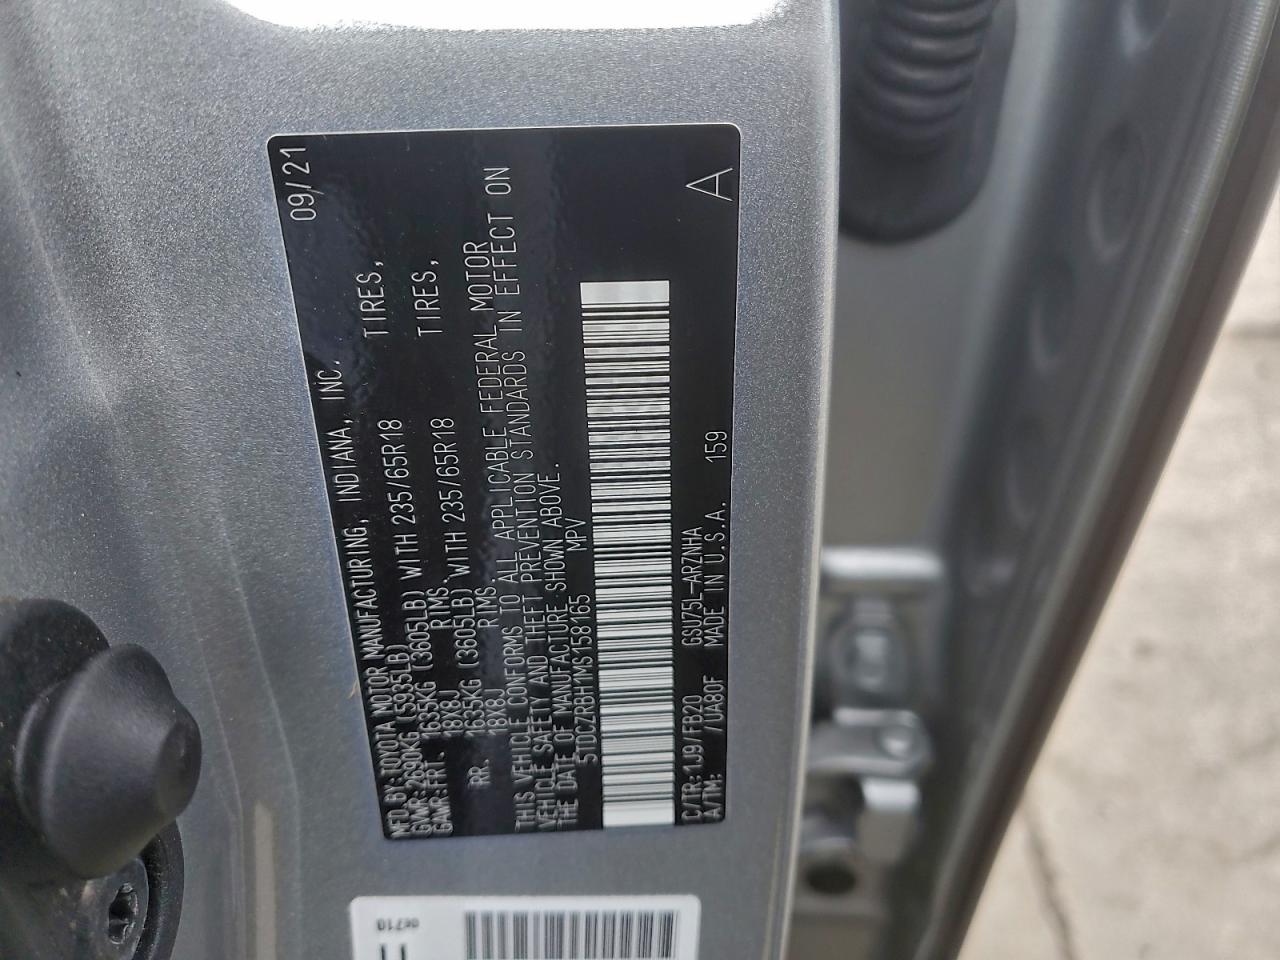 09/21
MFD BY: TOYOTA MOTOR MANUFACTURING, INDIANA, INC.
GVWR: 2690KG (5935LB)
GAWR: FRT. 1635KG (3605LB) WITH 235/65R18 TIRES,
18X8J RIMS.
RR. 1635KG (3605LB) WITH 235/65R18 TIRES,
18X8J RIMS.
THIS VEHICLE CONFORMS TO ALL APPLICABLE FEDERAL MOTOR
VEHICLE SAFETY AND THEFT PREVENTION STANDARDS IN EFFECT ON
THE DATE OF MANUFACTURE SHOWN ABOVE.
5TDCZRBH1MS158165 MPV
C/TR: 1J9/FB20 GSU75L-ARZNHA
A/TM: /UA80F MADE IN U.S.A. 159
A